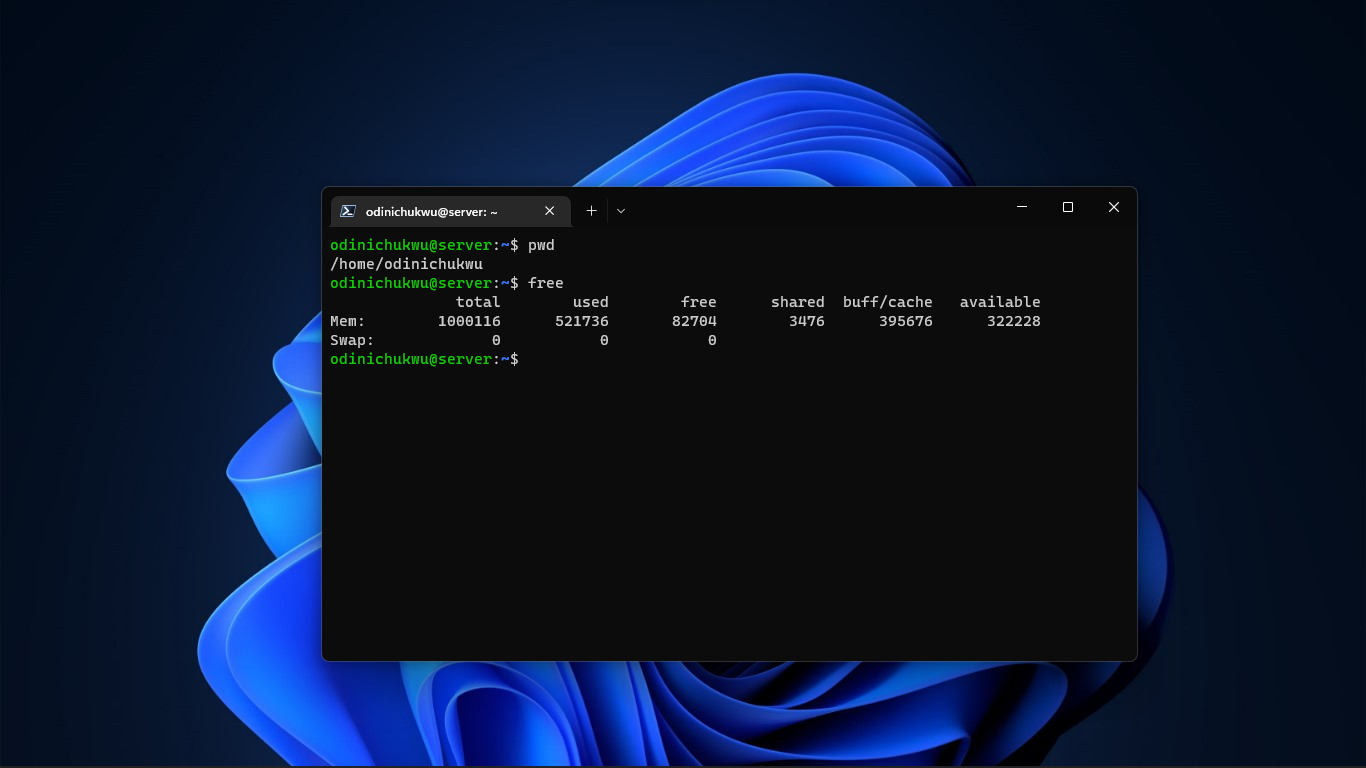 odinichukwu@server: ~
odinichukwu@server:~$ pwd
/home/odinichukwu
odinichukwu@server:~$ free
               total        used        free      shared  buff/cache   available
Mem:         1000116      521736       82704        3476      395676      322228
Swap:              0           0           0
odinichukwu@server:~$